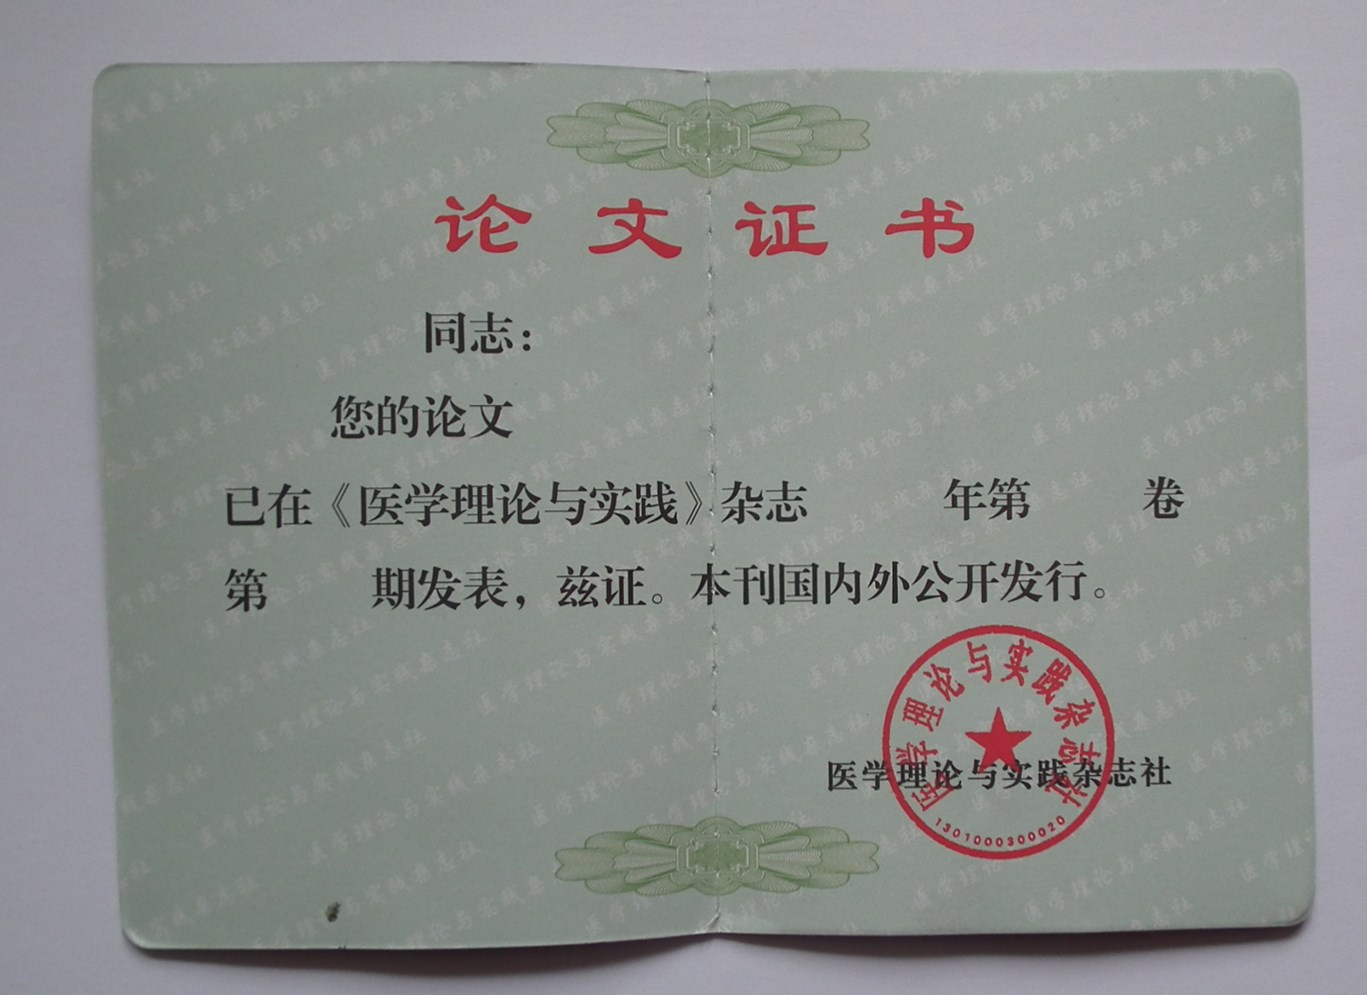 论文证书
同志：
您的论文
已在《医学理论与实践》杂志 年第 卷
第 期发表，兹证。本刊国内外公开发行。
医学理论与实践杂志社
医学理论与实践杂志社
1301000300020